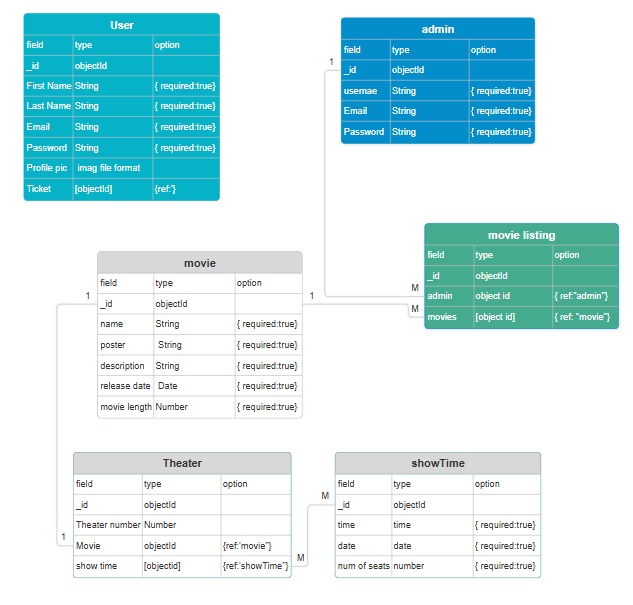 User
field type option
_id objectId
First Name String { required:true}
Last Name String { required:true}
Email String { required:true}
Password String { required:true}
Profile pic imag file format
Ticket [objectId] {ref:'}
admin
field type option
_id objectId
usernae String { required:true}
Email String { required:true}
Password String { required:true}
1
movie listing
field type option
_id objectId
admin object id { ref:"admin"}
movies [object id] { ref: "movie"}
M
M
movie
field type option
_id objectId
name String { required:true}
poster String { required:true}
description String { required:true}
release date Date { required:true}
movie length Number { required:true}
1
1
Theater
field type option
_id objectId
Theater number Number
Movie objectId {ref:'movie"}
show time [objectid] {ref:'showTime"}
1
M
M
showTime
field type option
_id objectId
time time { required:true}
date date { required:true}
num of seats number { required:true}